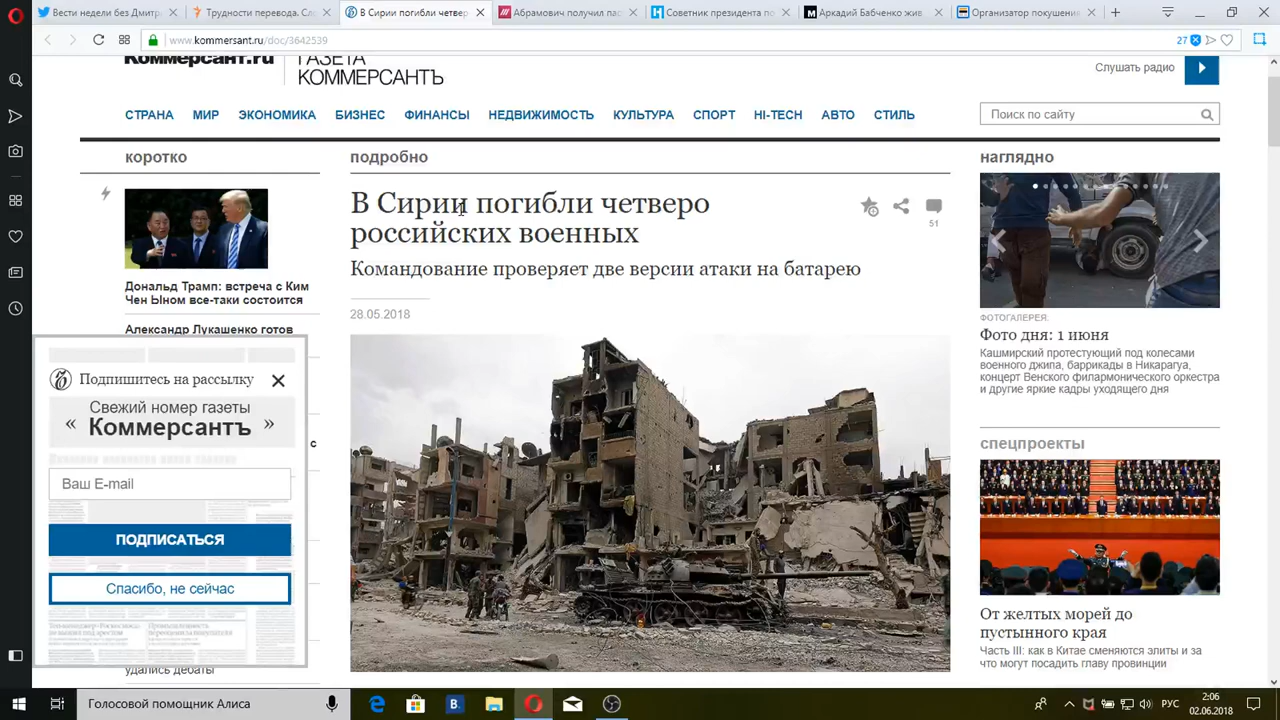 Вести недели без Дмитр
Трудности перевода. Сл
В Сирии погибли четвер
Абрамович получил пас
Советник президента по
Аркадий Бабченко жив
Организатор покушение
www.kommersant.ru/doc/3642539
27
Коммерсант.ru
ГАЗЕТА
КОММЕРСАНТЪ
Слушать радио
СТРАНА МИР ЭКОНОМИКА БИЗНЕС ФИНАНСЫ НЕДВИЖИМОСТЬ КУЛЬТУРА СПОРТ HI-TECH АВТО СТИЛЬ
Поиск по сайту
коротко
Дональд Трамп: встреча с Ким
Чен Ыном все-таки состоится
Александр Лукашенко готов
с
Подпишитесь на рассылку
Свежий номер газеты
« Коммерсантъ »
Ваш E-mail
ПОДПИСАТЬСЯ
Спасибо, не сейчас
удались дебаты
подробно
В Сирии погибли четверо
российских военных
51
Командование проверяет две версии атаки на батарею
28.05.2018
наглядно
ФОТОГАЛЕРЕЯ:
Фото дня: 1 июня
Кашмирский протестующий под колесами
военного джипа, баррикады в Никарагуа,
концерт Венского филармонического оркестра
и другие яркие кадры уходящего дня
спецпроекты
От желтых морей до
пустынного края
Часть III: как в Китае сменяются элиты и за
что могут посадить главу провинции
Голосовой помощник Алиса
РУС
2:06
02.06.2018